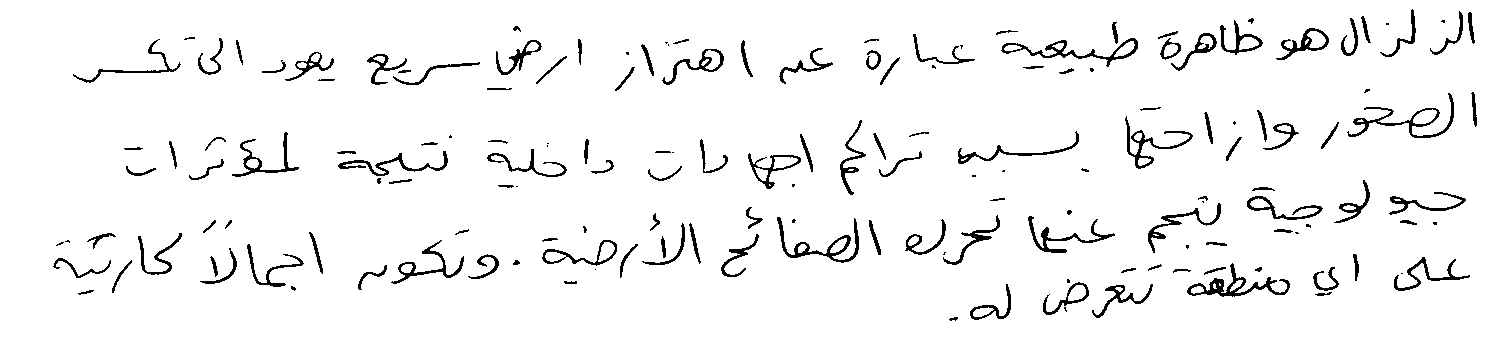 الزلزال هو ظاهرة طبيعية عبارة عن اهتزاز ارضي سريع يعود الى تكسر
الصخور وازاحتها بسبب تراكم اجهادات داخلية نتيجة لمؤثرات
جيولوجية ينجم عنها تحرك الصفائح الأرضية. وتكون اجمالاً كارثية
على اي منطقة تتعرض له.